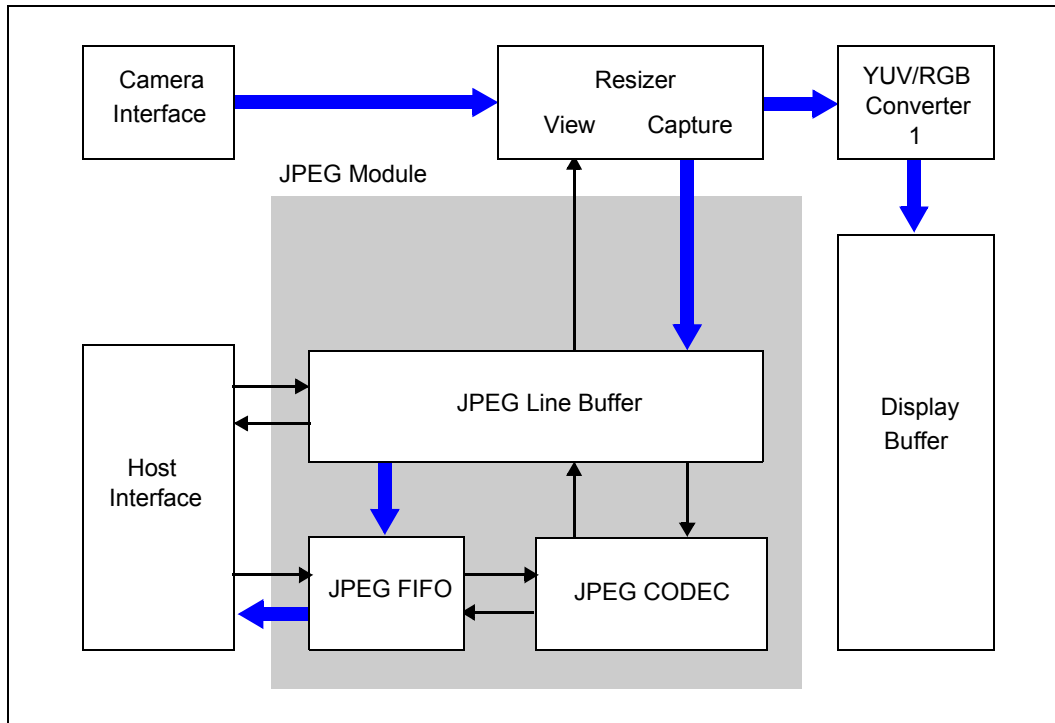 Camera
Interface
Resizer
View Capture
YUV/RGB
Converter
1
JPEG Module
JPEG Line Buffer
Host
Interface
Display
Buffer
JPEG FIFO
JPEG CODEC